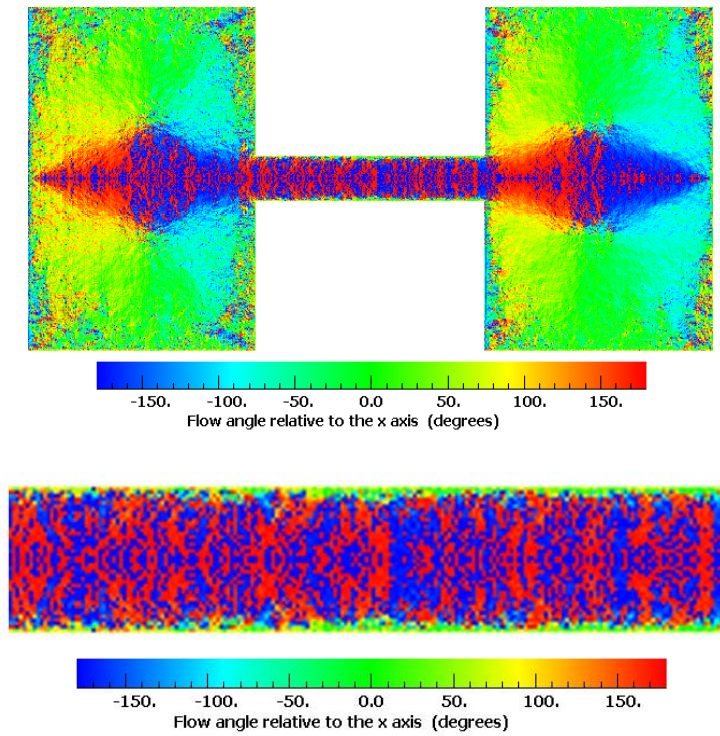 -150. -100. -50. 0.0 50. 100. 150.
Flow angle relative to the x axis (degrees)
-150. -100. -50. 0.0 50. 100. 150.
Flow angle relative to the x axis (degrees)